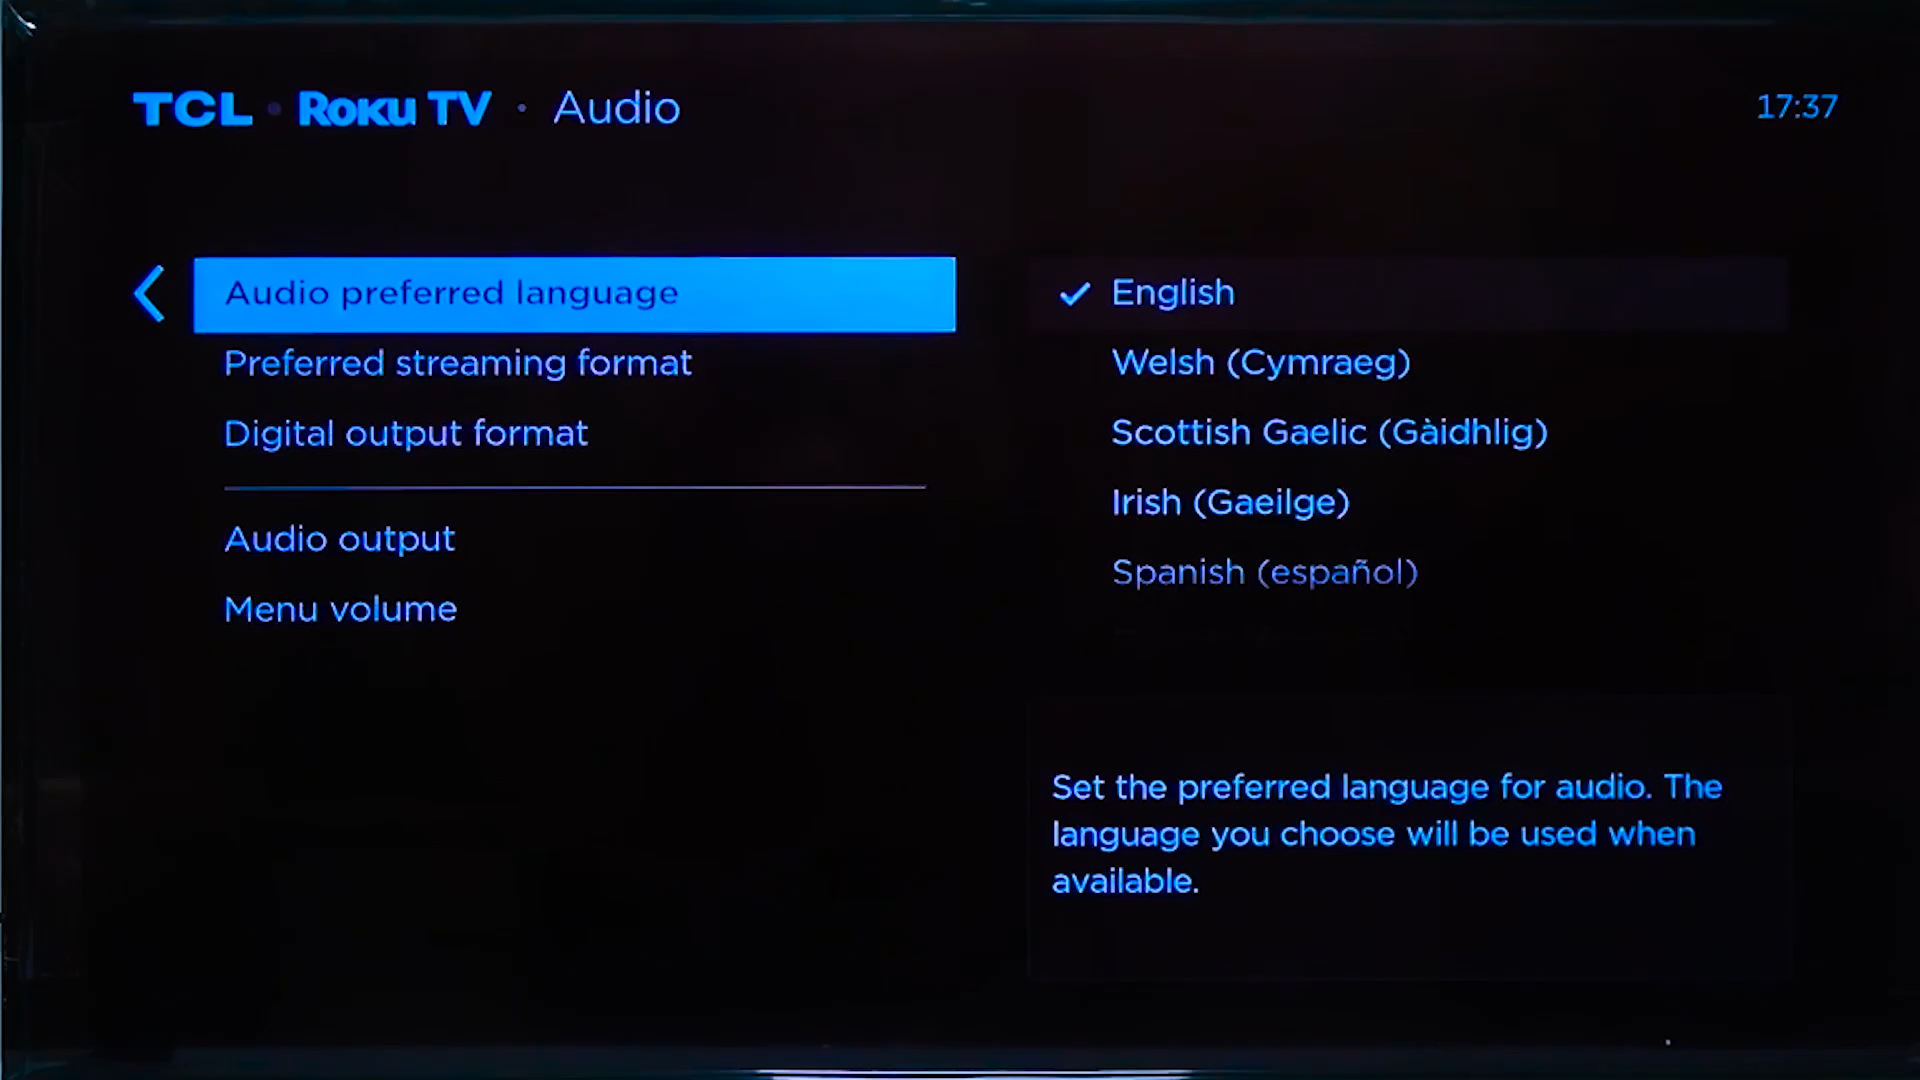 TCL • Roku TV • Audio
17:37
Audio preferred language
Preferred streaming format
Digital output format
Audio output
Menu volume
✓ English
Welsh (Cymraeg)
Scottish Gaelic (Gàidhlig)
Irish (Gaeilge)
Spanish (español)
Set the preferred language for audio. The
language you choose will be used when
available.